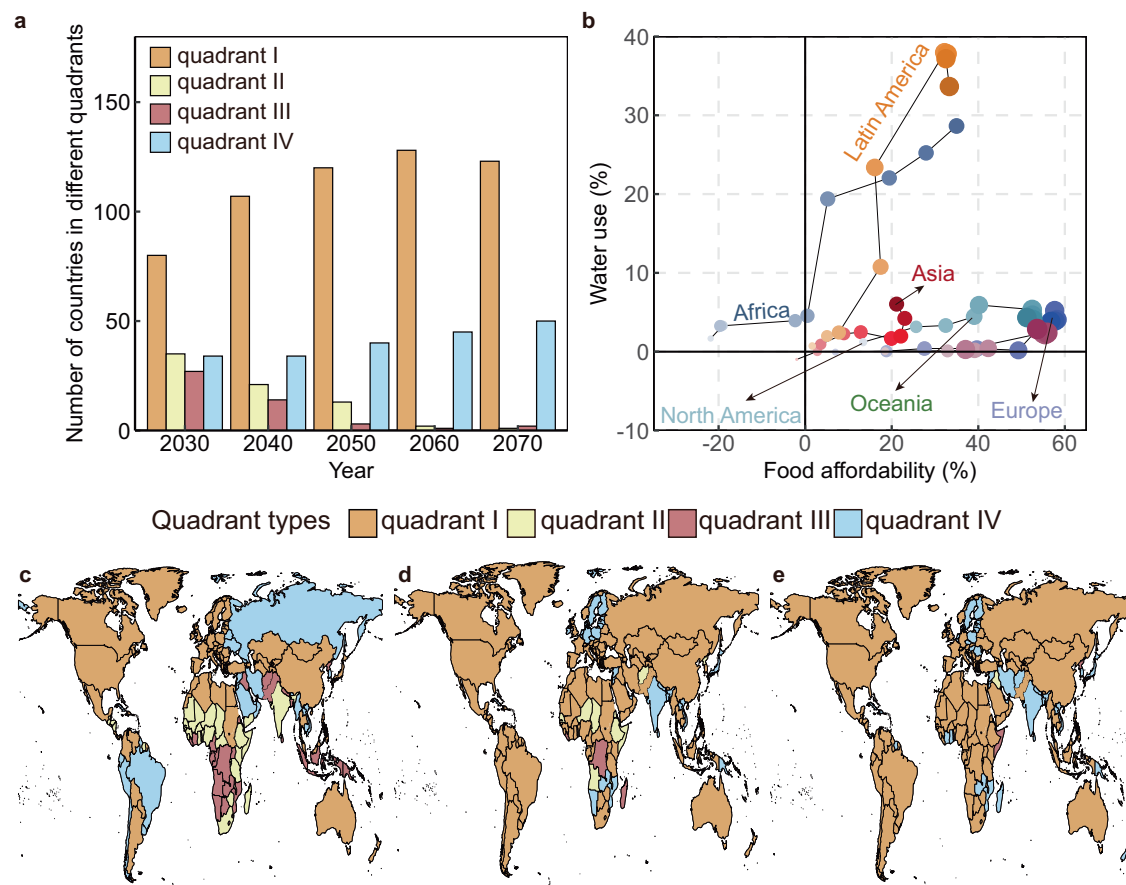 a
Number of countries in different quadrants
150
100
50
0
quadrant I
quadrant II
quadrant III
quadrant IV
2030 2040 2050 2060 2070
Year
b
Water use (%)
40
30
20
10
0
-10
Latin America
Africa
Asia
North America
Oceania
Europe
-20 0 20 40 60
Food affordability (%)
Quadrant types quadrant I quadrant II quadrant III quadrant IV
c
d
e